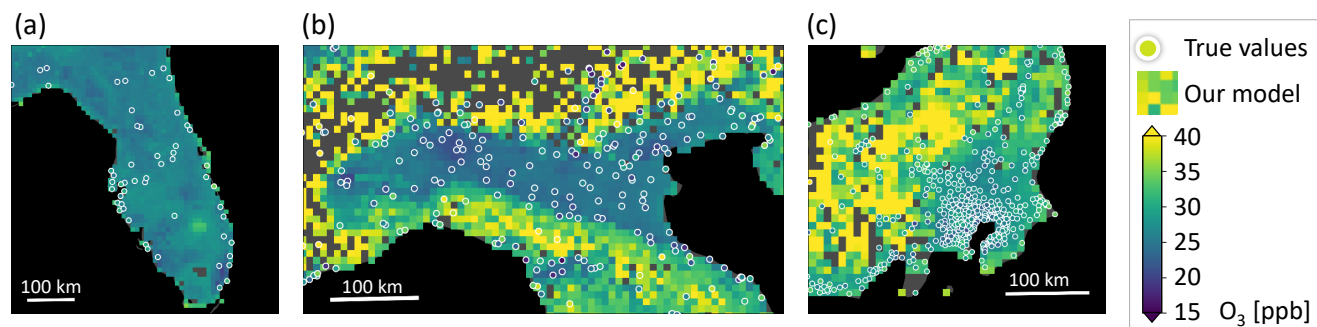 (a)
(b)
(c)
100 km
100 km
100 km
True values
Our model
40
35
30
25
20
15
O₃ [ppb]